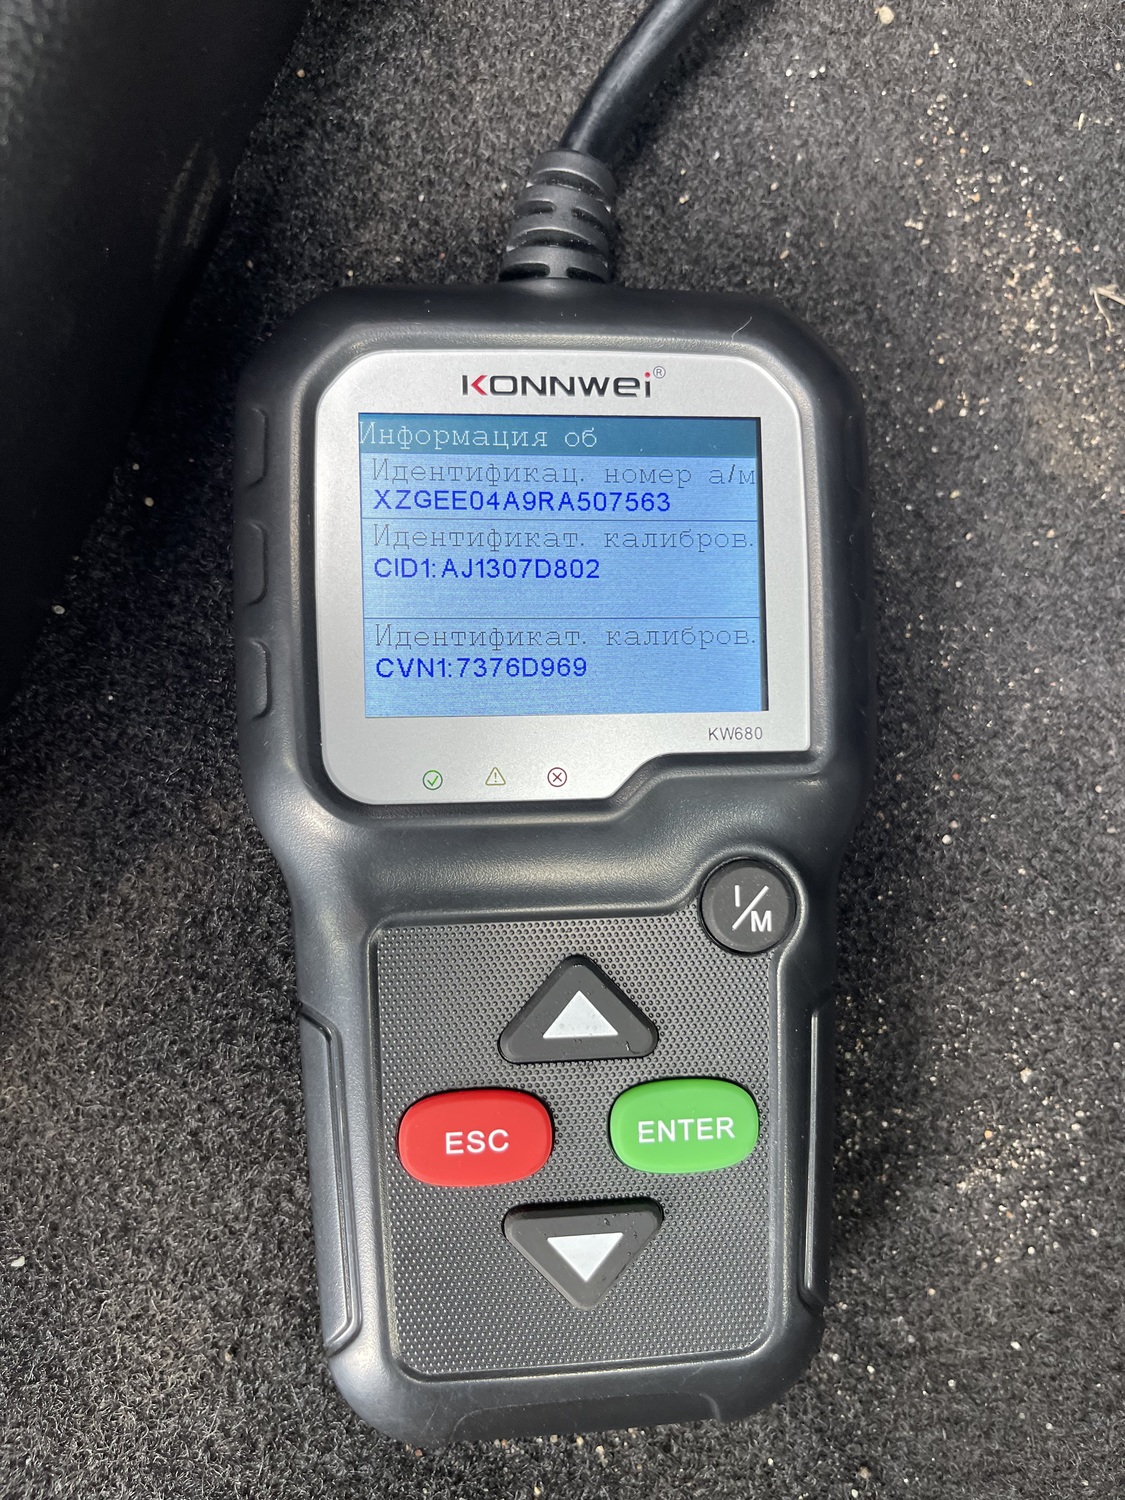 KONNWEI®
Информация об
Идентификац. номер а/м
XZGEE04A9RA507563
Идентификат. калибров.
CID1:AJ1307D802
Идентификат. калибров.
CVN1:7376D969
KW680
I/M
ESC
ENTER